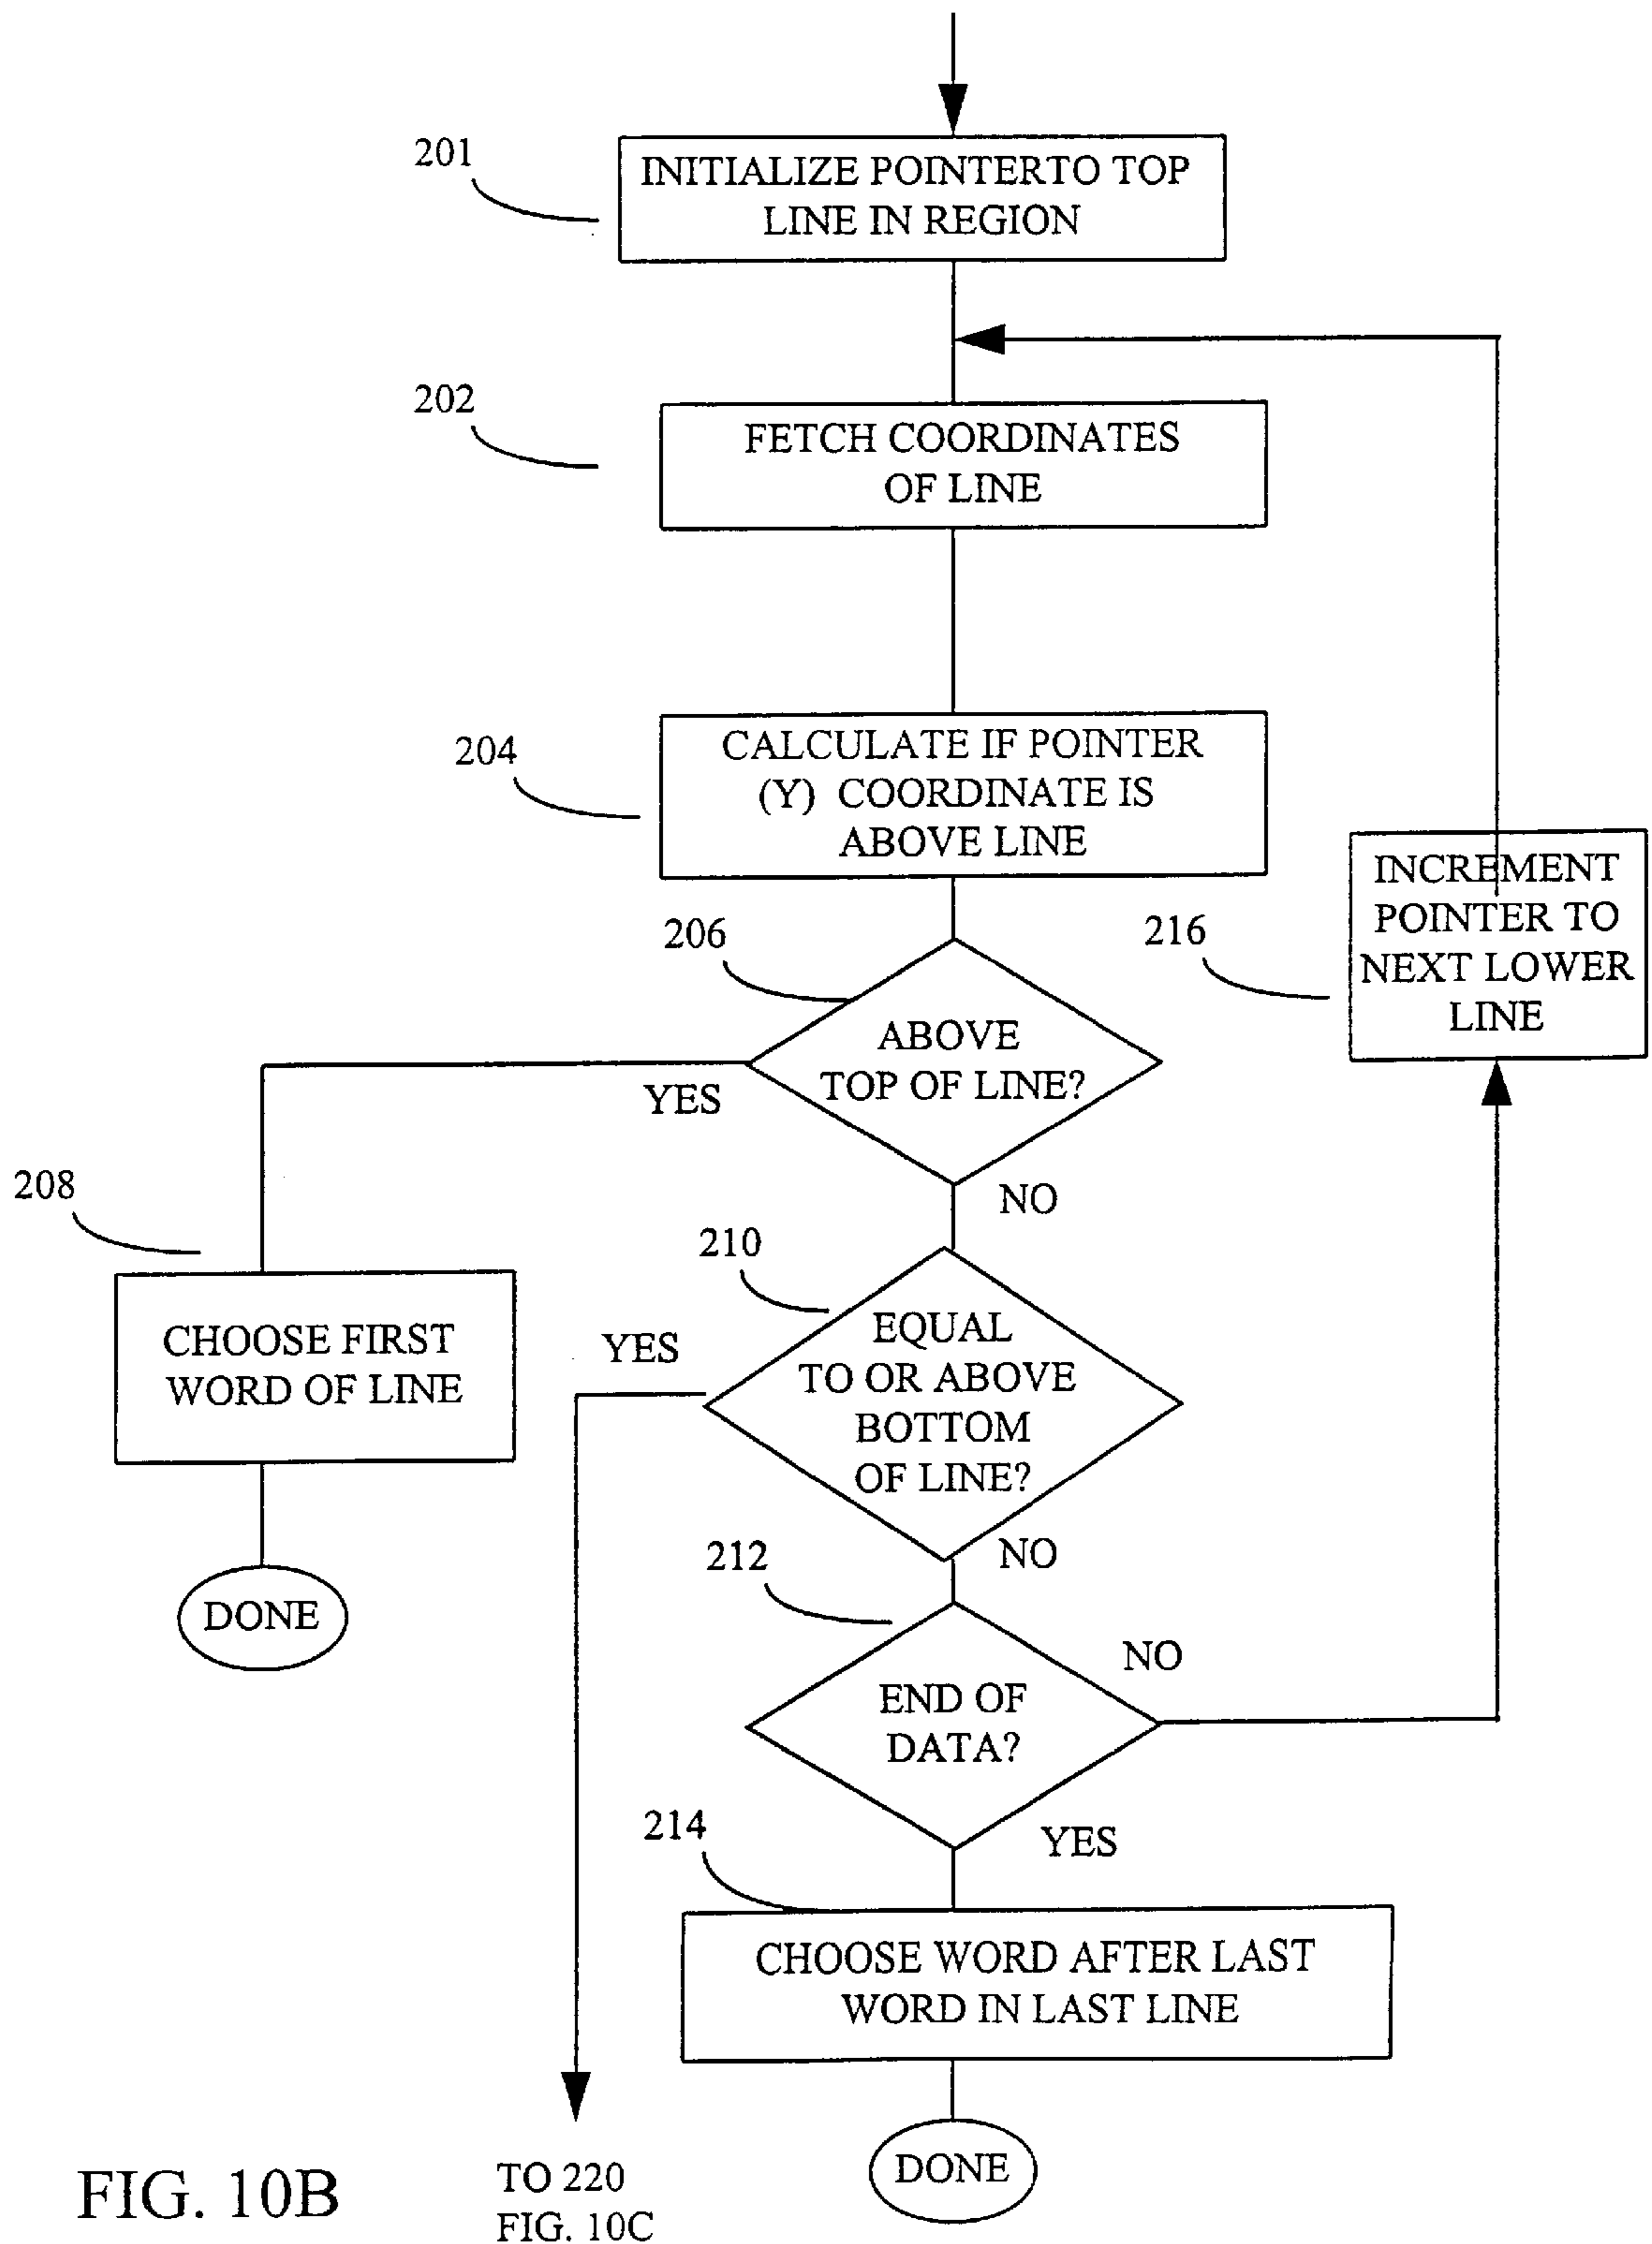 201
INITIALIZE POINTERTO TOP
LINE IN REGION
202
FETCH COORDINATES
OF LINE
204
CALCULATE IF POINTER
(Y) COORDINATE IS
ABOVE LINE
206
ABOVE
TOP OF LINE?
YES
NO
208
CHOOSE FIRST
WORD OF LINE
DONE
210
EQUAL
TO OR ABOVE
BOTTOM
OF LINE?
YES
NO
212
END OF
DATA?
NO
YES
216
INCREMENT
POINTER TO
NEXT LOWER
LINE
214
CHOOSE WORD AFTER LAST
WORD IN LAST LINE
DONE
TO 220
FIG. 10C
FIG. 10B